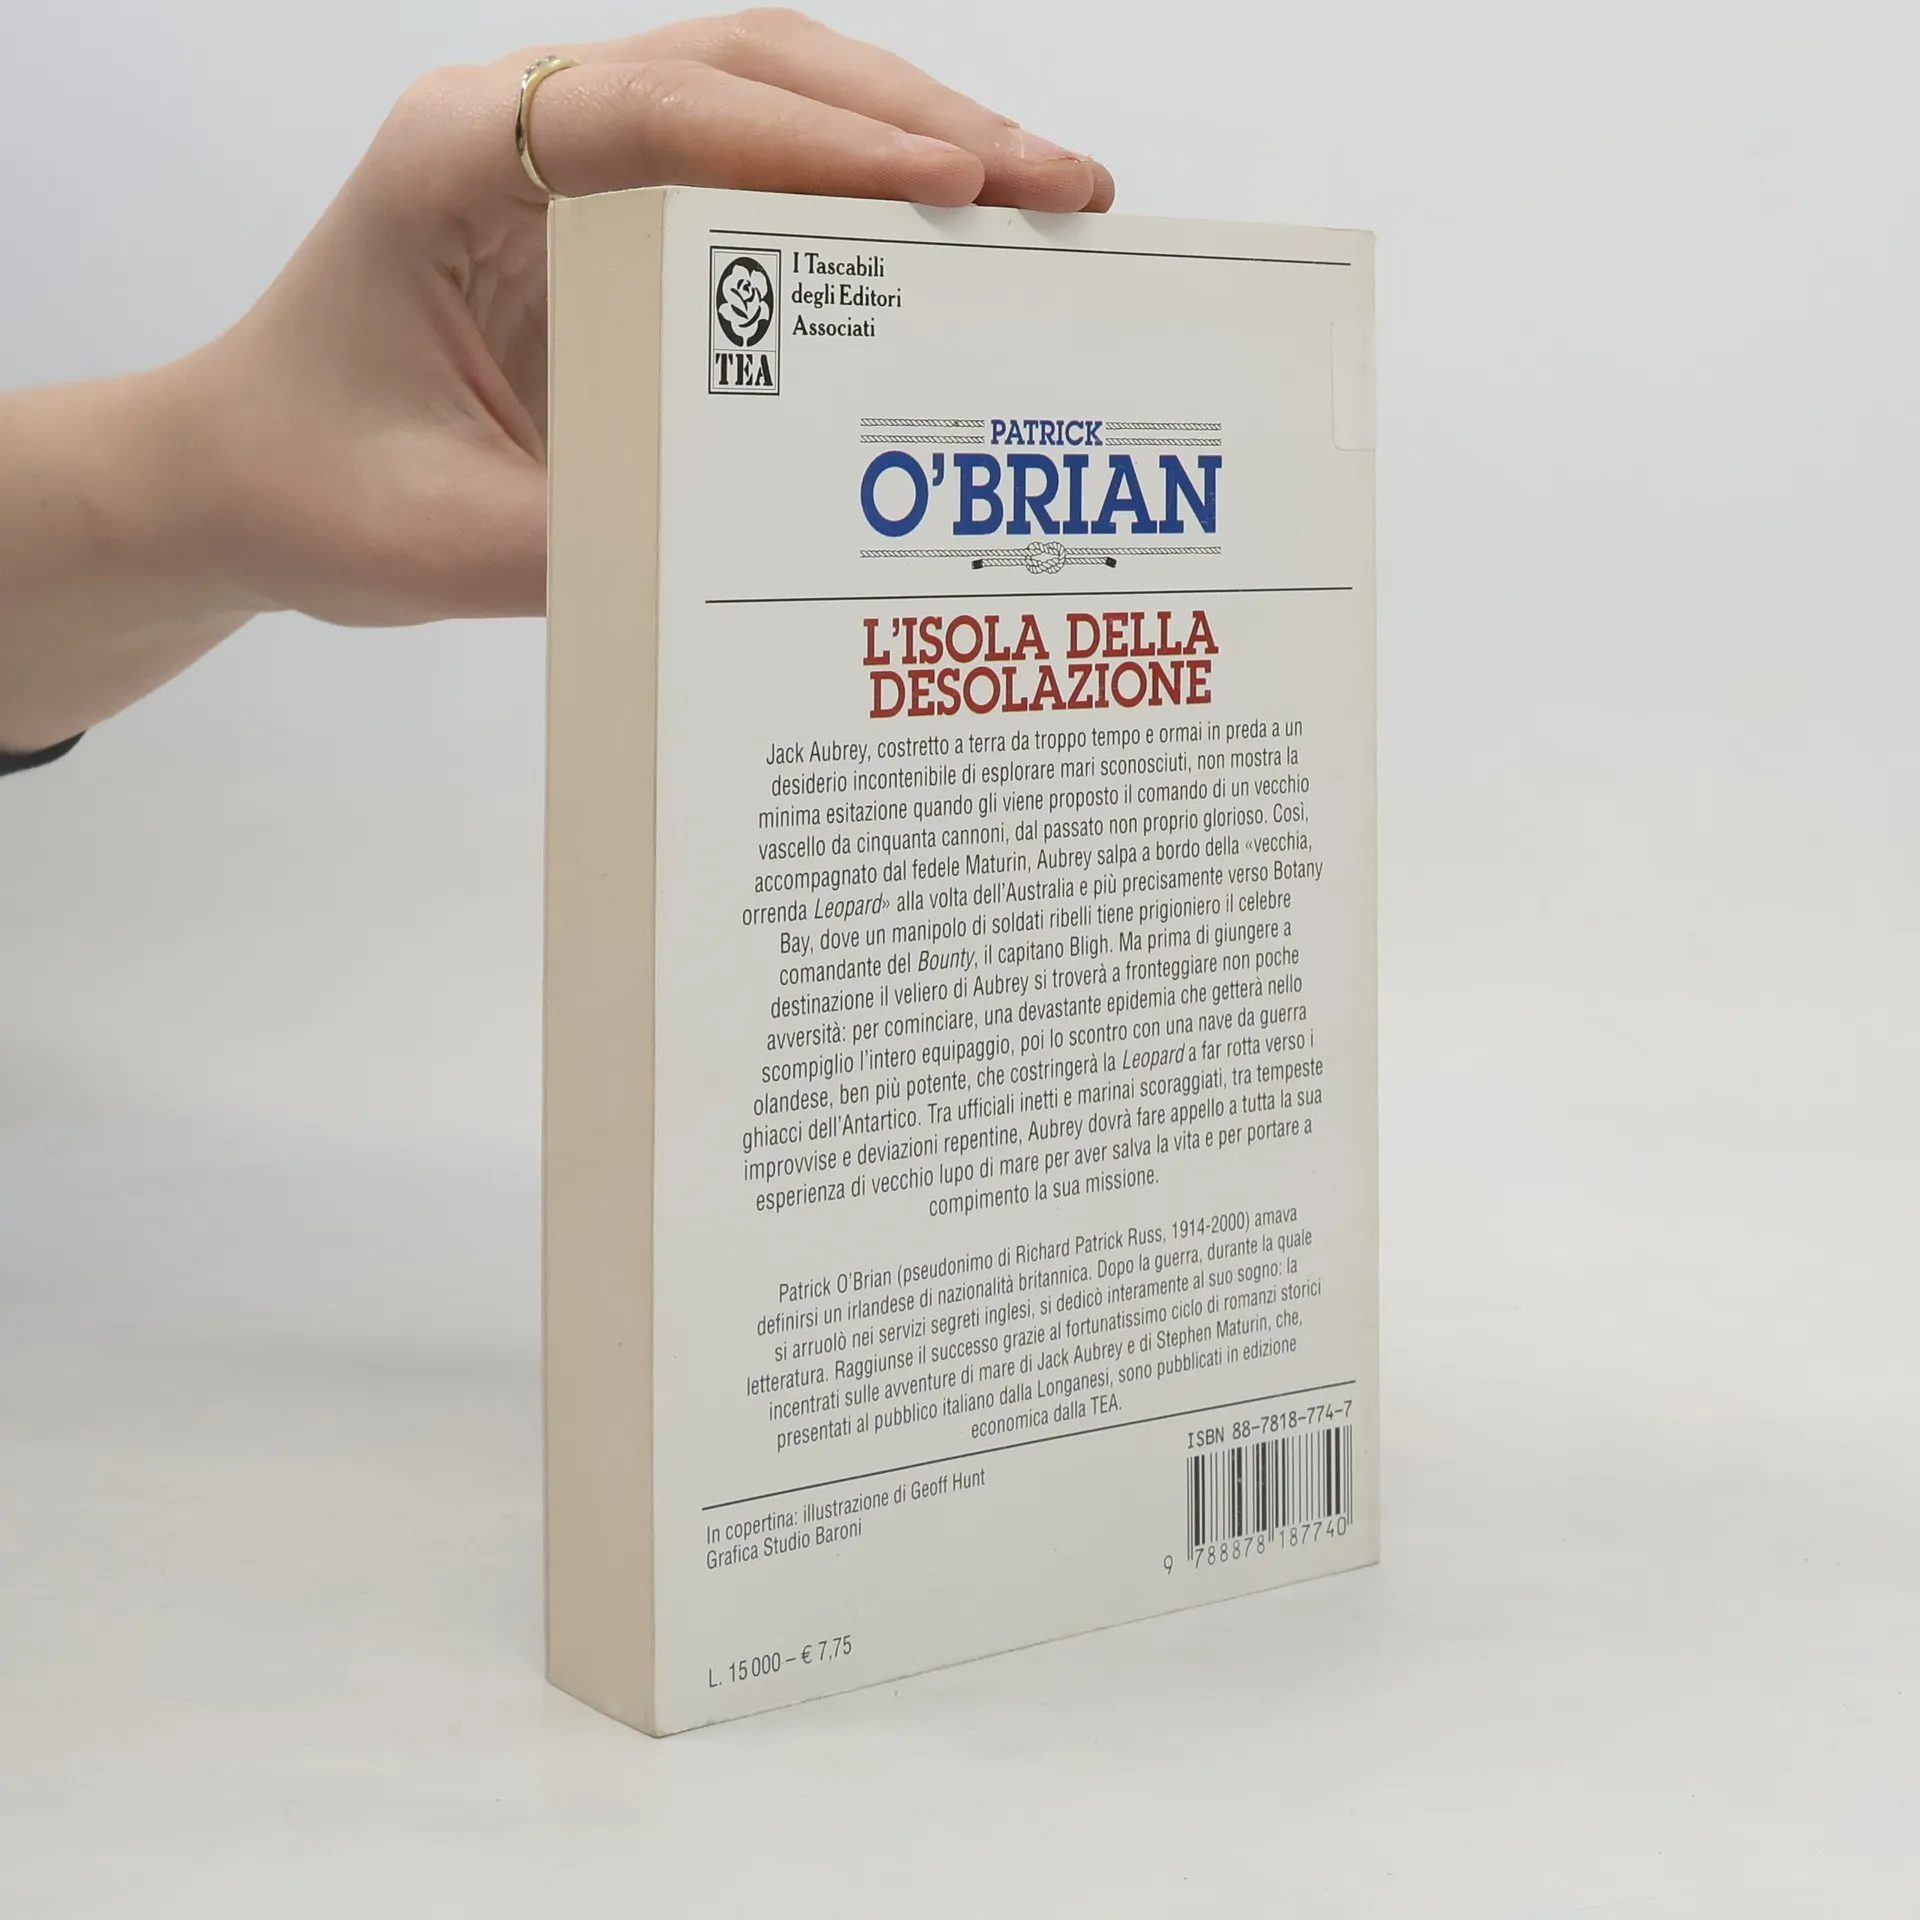 I Tascabili
degli Editori
Associati
TEA
PATRICK
O'BRIAN
L'ISOLA DELLA
DESOLAZIONE
Jack Aubrey, costretto a terra da troppo tempo e ormai in preda a un
desiderio incontenibile di esplorare mari sconosciuti, non mostra la
minima esitazione quando gli viene proposto il comando di un vecchio
vascello da cinquanta cannoni, dal passato non proprio glorioso. Così,
accompagnato dal fedele Maturin, Aubrey salpa a bordo della «vecchia,
orrenda Leopard» alla volta dell'Australia e più precisamente verso Botany
Bay, dove un manipolo di soldati ribelli tiene prigioniero il celebre
comandante del Bounty, il capitano Bligh. Ma prima di giungere a
destinazione il veliero di Aubrey si troverà a fronteggiare non poche
avversità: per cominciare, una devastante epidemia che getterà nello
scompiglio l'intero equipaggio, poi lo scontro con una nave da guerra
olandese, ben più potente, che costringerà la Leopard a far rotta verso i
ghiacci dell'Antartico. Tra ufficiali inetti e marinai scoraggiati, tra tempeste
improvvise e deviazioni repentine, Aubrey dovrà fare appello a tutta la sua
esperienza di vecchio lupo di mare per aver salva la vita e per portare a
compimento la sua missione.
Patrick O'Brian (pseudonimo di Richard Patrick Russ, 1914-2000) amava
definirsi un irlandese di nazionalità britannica. Dopo la guerra, durante la quale
si arruolò nei servizi segreti inglesi, si dedicò interamente al suo sogno: la
letteratura. Raggiunse il successo grazie al fortunatissimo ciclo di romanzi storici
incentrati sulle avventure di mare di Jack Aubrey e di Stephen Maturin, che,
presentati al pubblico italiano dalla Longanesi, sono pubblicati in edizione
economica dalla TEA.
ISBN 88-7818-774-7
In copertina: illustrazione di Geoff Hunt
Grafica Studio Baroni
9 788878 187740
L. 15 000 – € 7,75